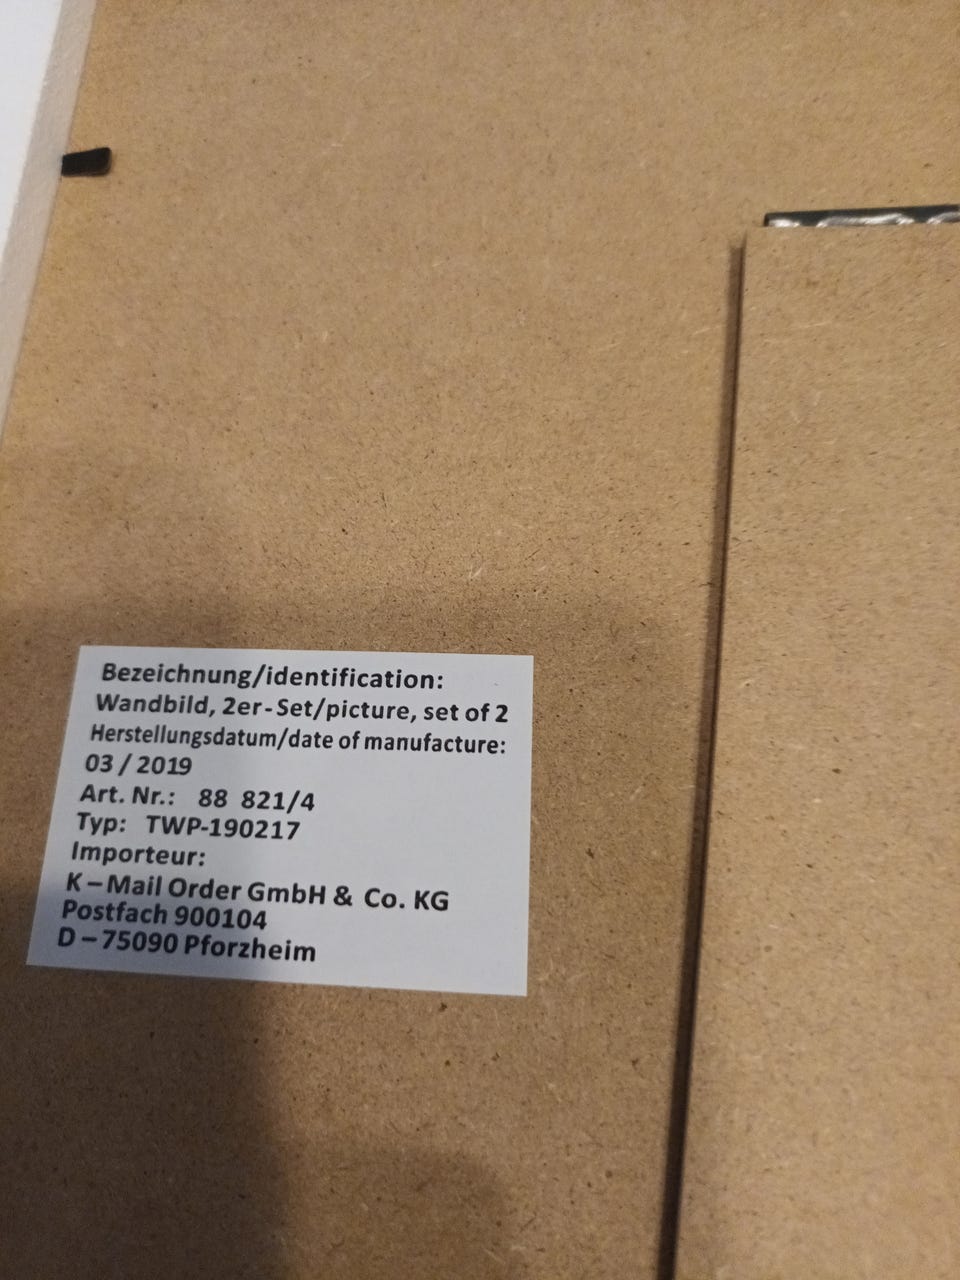 Bezeichnung/identification:
Wandbild, 2er-Set/picture, set of 2
Herstellungsdatum/date of manufacture:
03 / 2019
Art. Nr.: 88 821/4
Typ: TWP-190217
Importeur:
K – Mail Order GmbH & Co. KG
Postfach 900104
D – 75090 Pforzheim